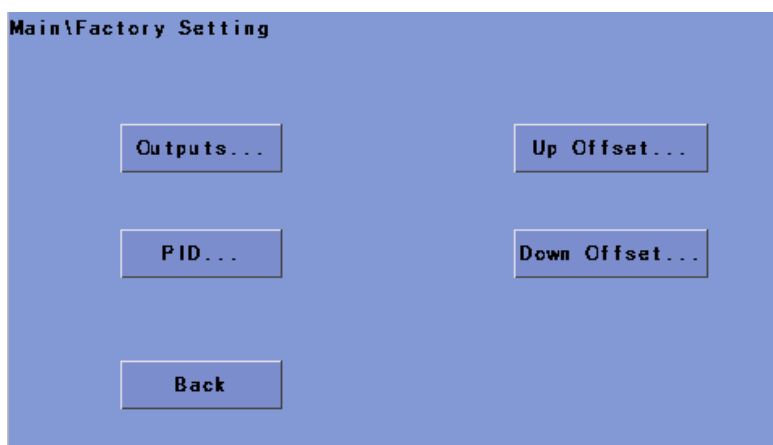 Main\Factory Setting
Outputs...
Up Offset...
PID...
Down Offset...
Back